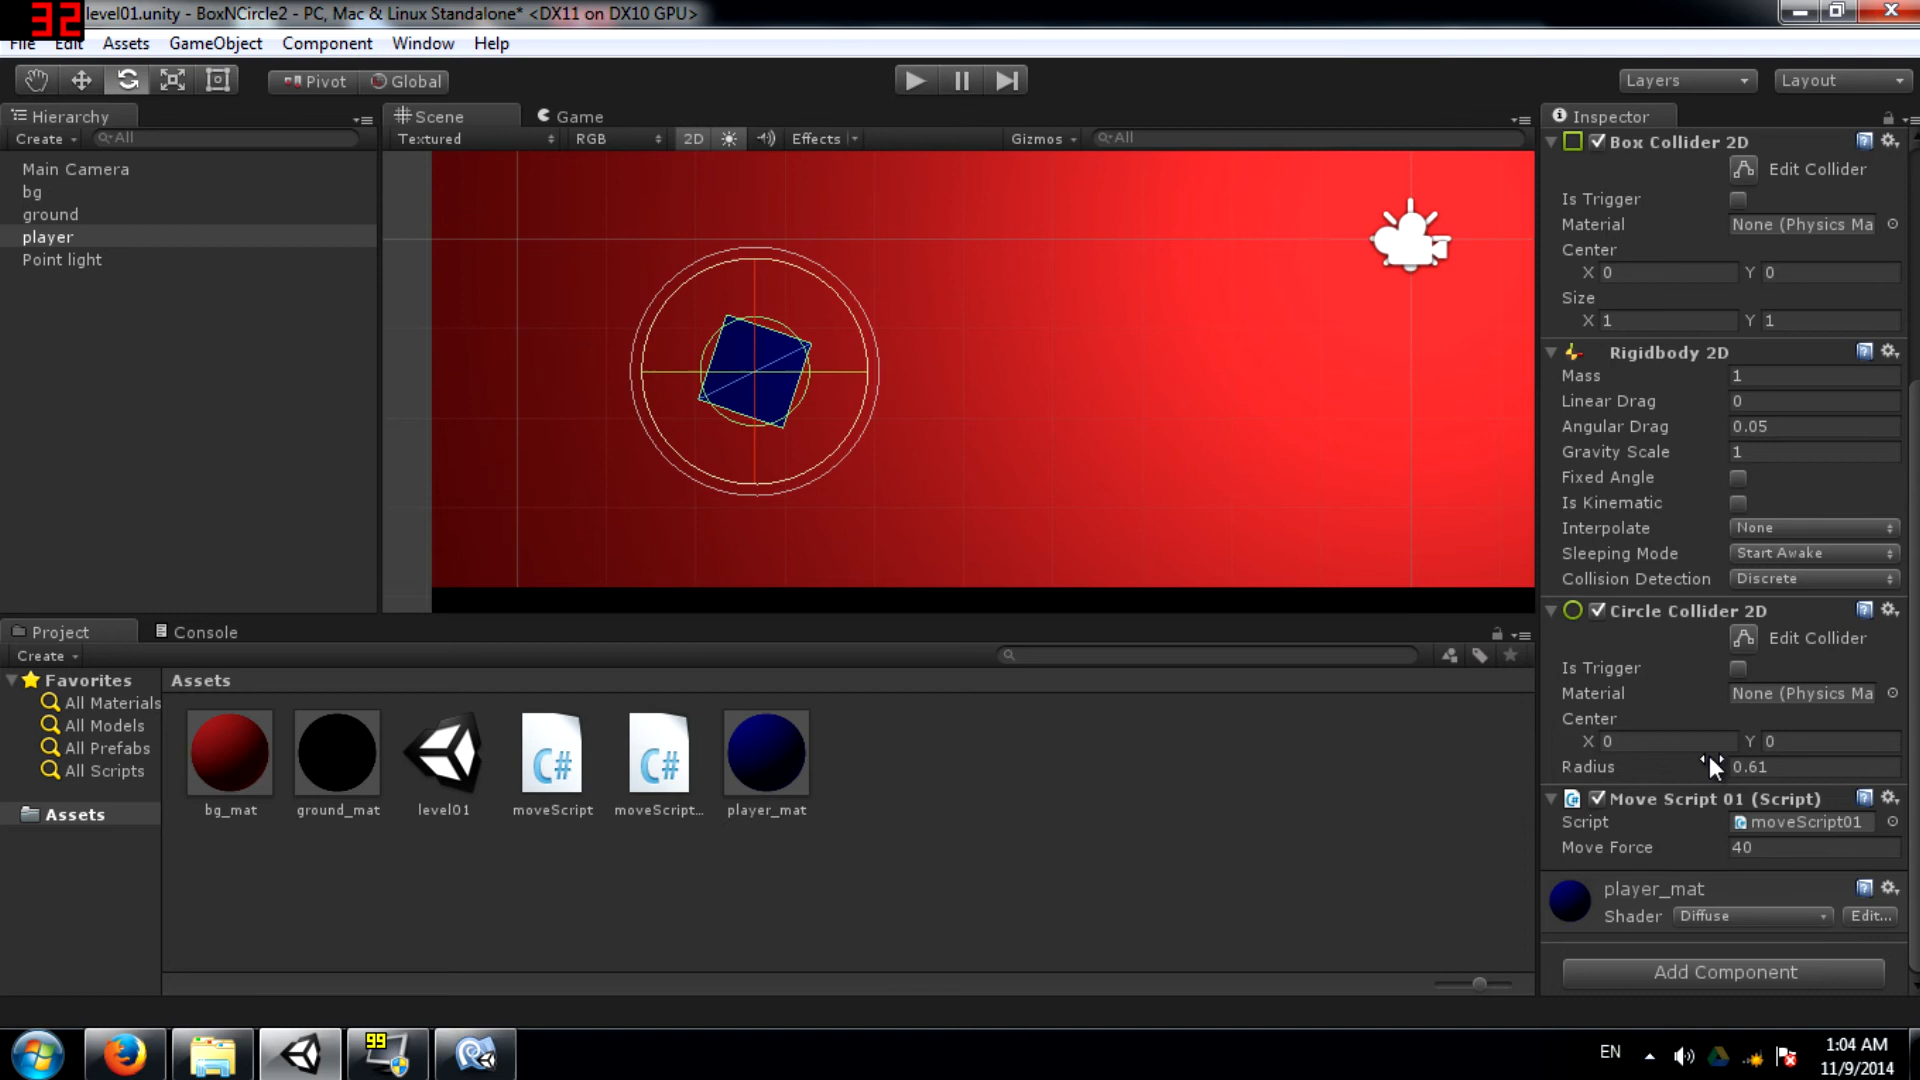 32
level01.unity - BoxNCircle2 - PC, Mac & Linux Standalone* <DX11 on DX10 GPU>
File Edit Assets GameObject Component Window Help
Pivot Global Layers Layout
Hierarchy
Create All
Main Camera
bg
ground
player
Point light
Scene Game
Textured RGB 2D Effects Gizmos All
Inspector
Box Collider 2D
Edit Collider
Is Trigger
Material None (Physics Ma
Center
X 0 Y 0
Size
X 1 Y 1
Rigidbody 2D
Mass 1
Linear Drag 0
Angular Drag 0.05
Gravity Scale 1
Fixed Angle
Is Kinematic
Interpolate None
Sleeping Mode Start Awake
Collision Detection Discrete
Circle Collider 2D
Edit Collider
Is Trigger
Material None (Physics Ma
Center
X 0 Y 0
Radius 0.61
Move Script 01 (Script)
Script moveScript01
Move Force 40
player_mat
Shader Diffuse Edit...
Add Component
Project Console
Create
Favorites
All Materials
All Models
All Prefabs
All Scripts
Assets
Assets
C# C#
bg_mat ground_mat level01 moveScript moveScript... player_mat
99
EN
1:04 AM
11/9/2014